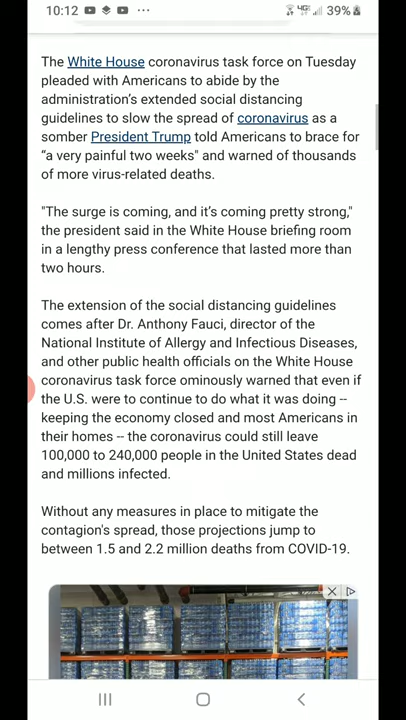 10:12
4G 39%
The White House coronavirus task force on Tuesday
pleaded with Americans to abide by the
administration's extended social distancing
guidelines to slow the spread of coronavirus as a
somber President Trump told Americans to brace for
“a very painful two weeks" and warned of thousands
of more virus-related deaths.
"The surge is coming, and it’s coming pretty strong,"
the president said in the White House briefing room
in a lengthy press conference that lasted more than
two hours.
The extension of the social distancing guidelines
comes after Dr. Anthony Fauci, director of the
National Institute of Allergy and Infectious Diseases,
and other public health officials on the White House
coronavirus task force ominously warned that even if
the U.S. were to continue to do what it was doing --
keeping the economy closed and most Americans in
their homes -- the coronavirus could still leave
100,000 to 240,000 people in the United States dead
and millions infected.
Without any measures in place to mitigate the
contagion's spread, those projections jump to
between 1.5 and 2.2 million deaths from COVID-19.